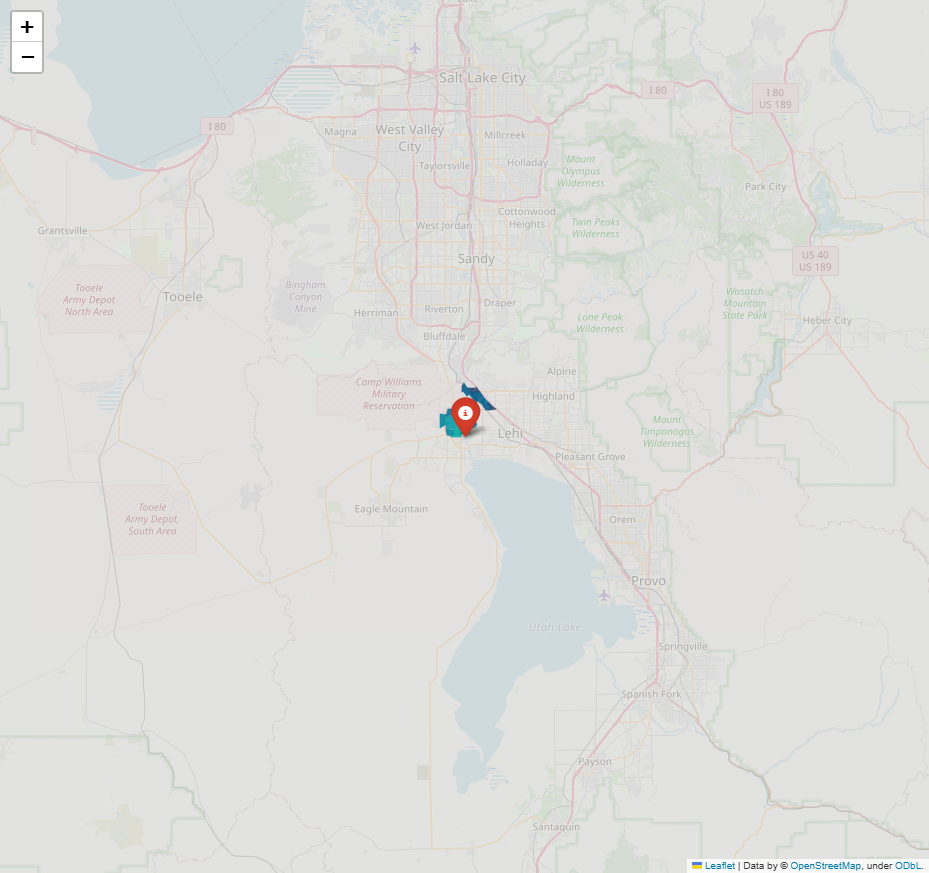 +
−
Lake
Salt Lake City
I 80
I 80
US 189
I 80
Magna
West Valley
City
Millcreek
Taylorsville
Holladay
Mount
Olympus
Wilderness
Park City
Grantsville
West Jordan
Cottonwood
Heights
Twin Peaks
Wilderness
Sandy
US 40
US 189
Tooele
Army Depot
North Area
Tooele
Bingham
Canyon
Mine
Herriman
Riverton
Draper
Bluffdale
Lone Peak
Wilderness
Wasatch
Mountain
State Park
Heber City
Camp Williams
Military
Reservation
Alpine
Highland
Lehi
Mount
Timpanogos
Wilderness
Pleasant Grove
Eagle Mountain
Tooele
Army Depot,
South Area
Orem
Provo
Utah Lake
Springville
Spanish Fork
Payson
Santaquin
Leaflet | Data by © OpenStreetMap, under ODbL.